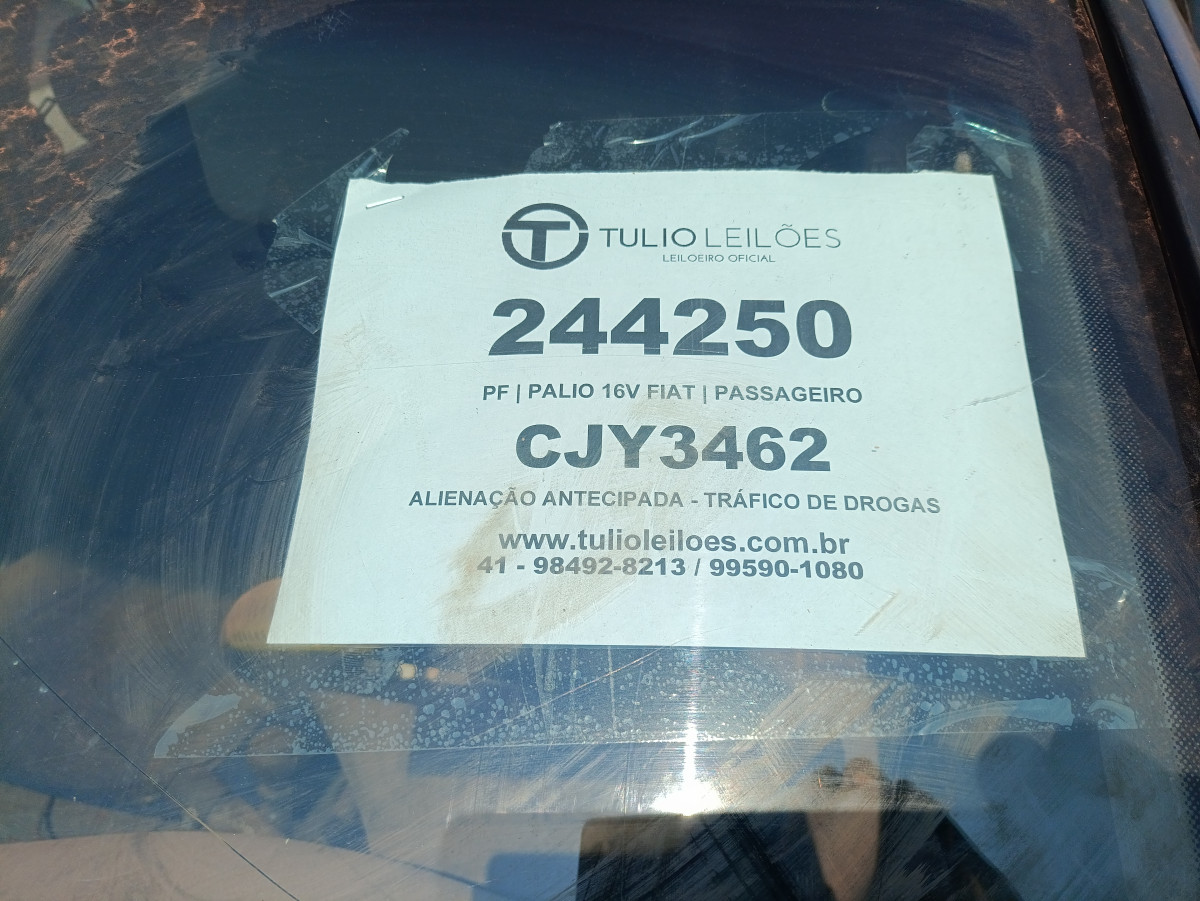 TULIO LEILÕES
LEILOEIRO OFICIAL
244250
PF | PALIO 16V FIAT | PASSAGEIRO
CJY3462
ALIENAÇÃO ANTECIPADA - TRÁFICO DE DROGAS
www.tulioleiloes.com.br
41 - 98492-8213 / 99590-1080